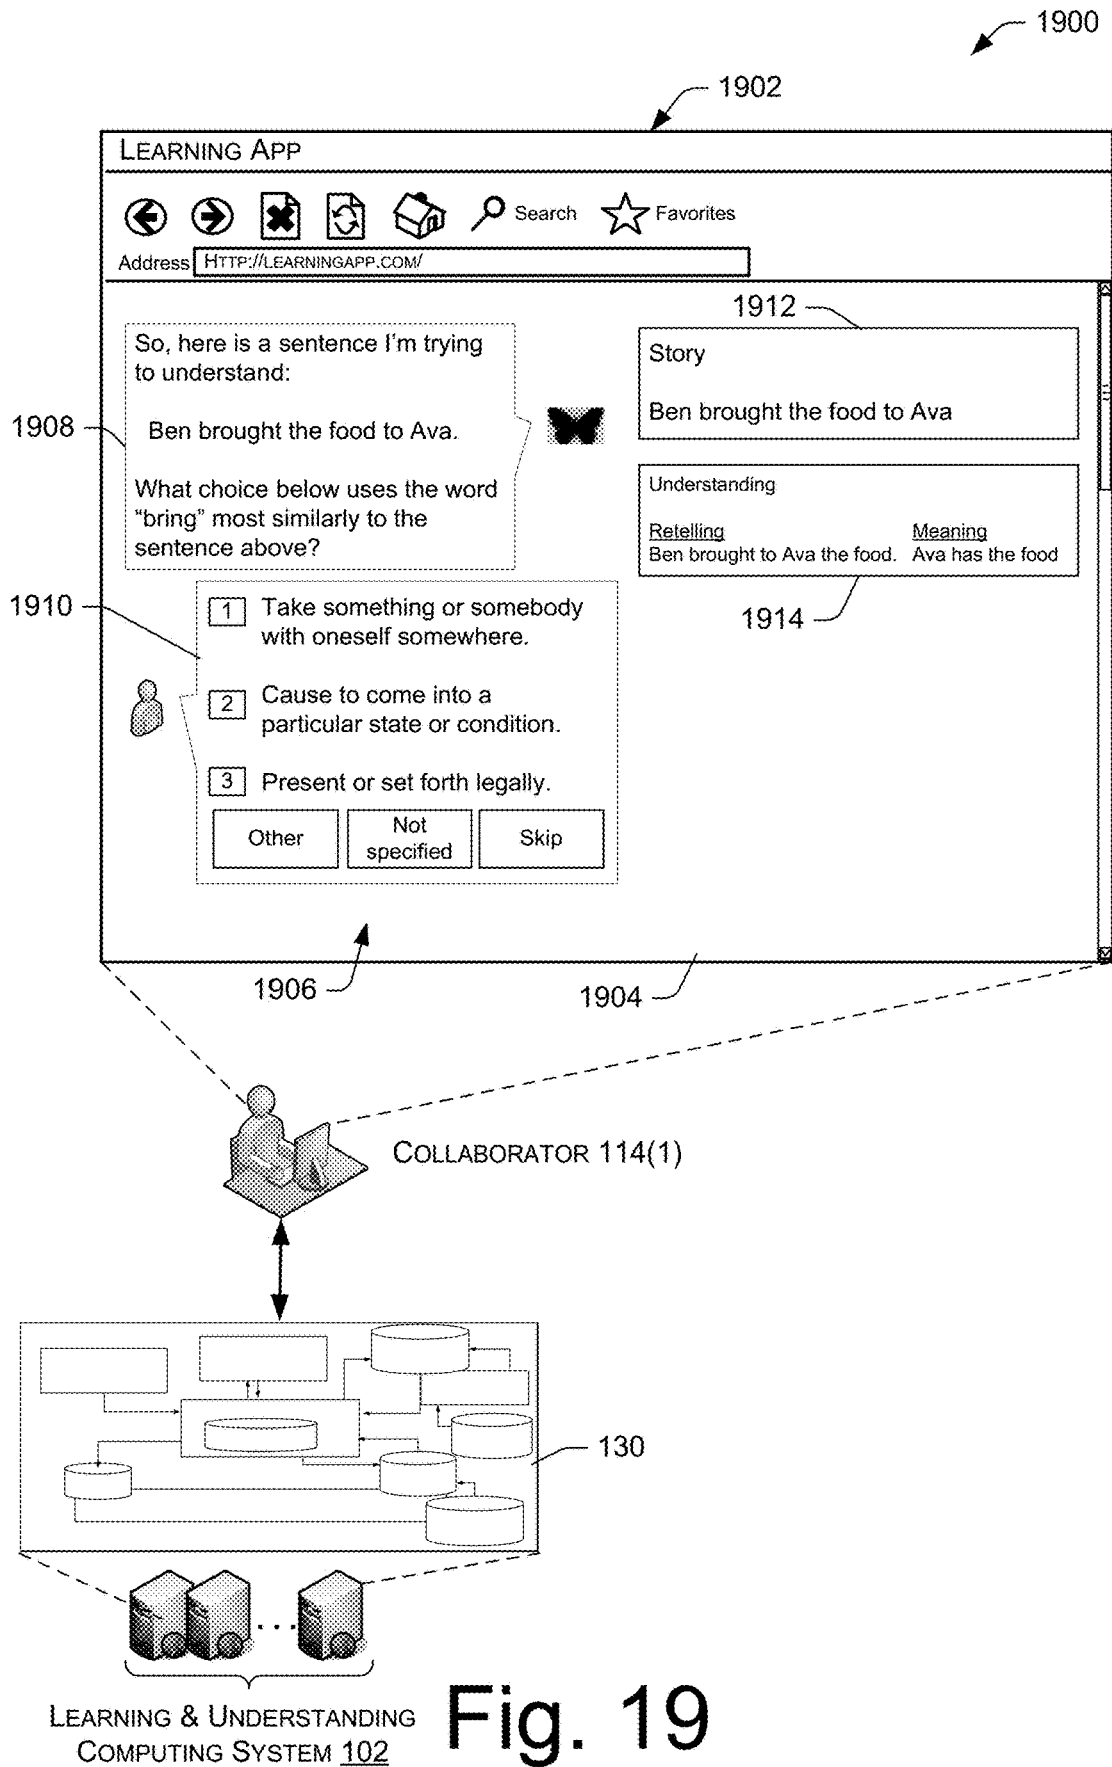 1900
1902
LEARNING APP
Search
Favorites
Address
HTTP://LEARNINGAPP.COM/
1908
So, here is a sentence I'm trying
to understand:
Ben brought the food to Ava.
What choice below uses the word
"bring" most similarly to the
sentence above?
1912
Story
Ben brought the food to Ava
Understanding
Retelling
Meaning
Ben brought to Ava the food.
Ava has the food
1914
1910
1 Take something or somebody
with oneself somewhere.
2 Cause to come into a
particular state or condition.
3 Present or set forth legally.
Other
Not
specified
Skip
1906
1904
COLLABORATOR 114(1)
130
LEARNING & UNDERSTANDING
COMPUTING SYSTEM 102
Fig. 19